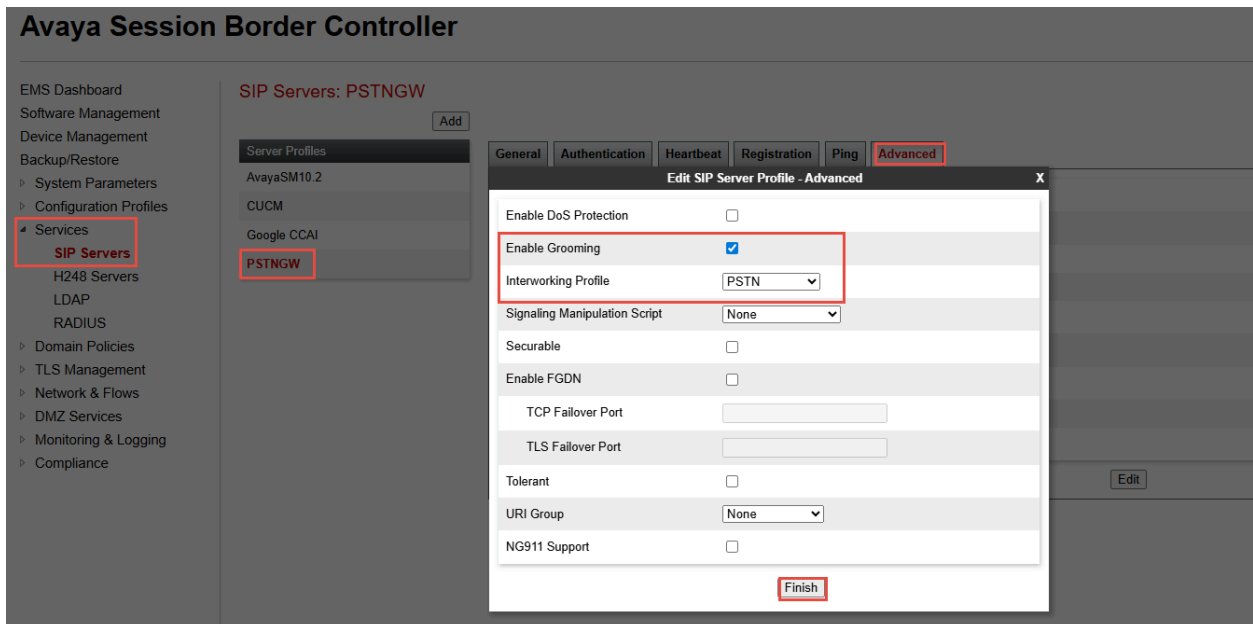 Avaya Session Border Controller
EMS Dashboard
Software Management
Device Management
Backup/Restore
System Parameters
Configuration Profiles
Services
SIP Servers
H248 Servers
LDAP
RADIUS
Domain Policies
TLS Management
Network & Flows
DMZ Services
Monitoring & Logging
Compliance
SIP Servers: PSTNGW
Add
Server Profiles
AvayaSM10.2
CUCM
Google CCAI
PSTNGW
General Authentication Heartbeat Registration Ping Advanced
Edit SIP Server Profile - Advanced X
Enable DoS Protection
Enable Grooming
Interworking Profile PSTN
Signaling Manipulation Script None
Securable
Enable FGDN
TCP Failover Port
TLS Failover Port
Tolerant
URI Group None
NG911 Support
Finish
Edit